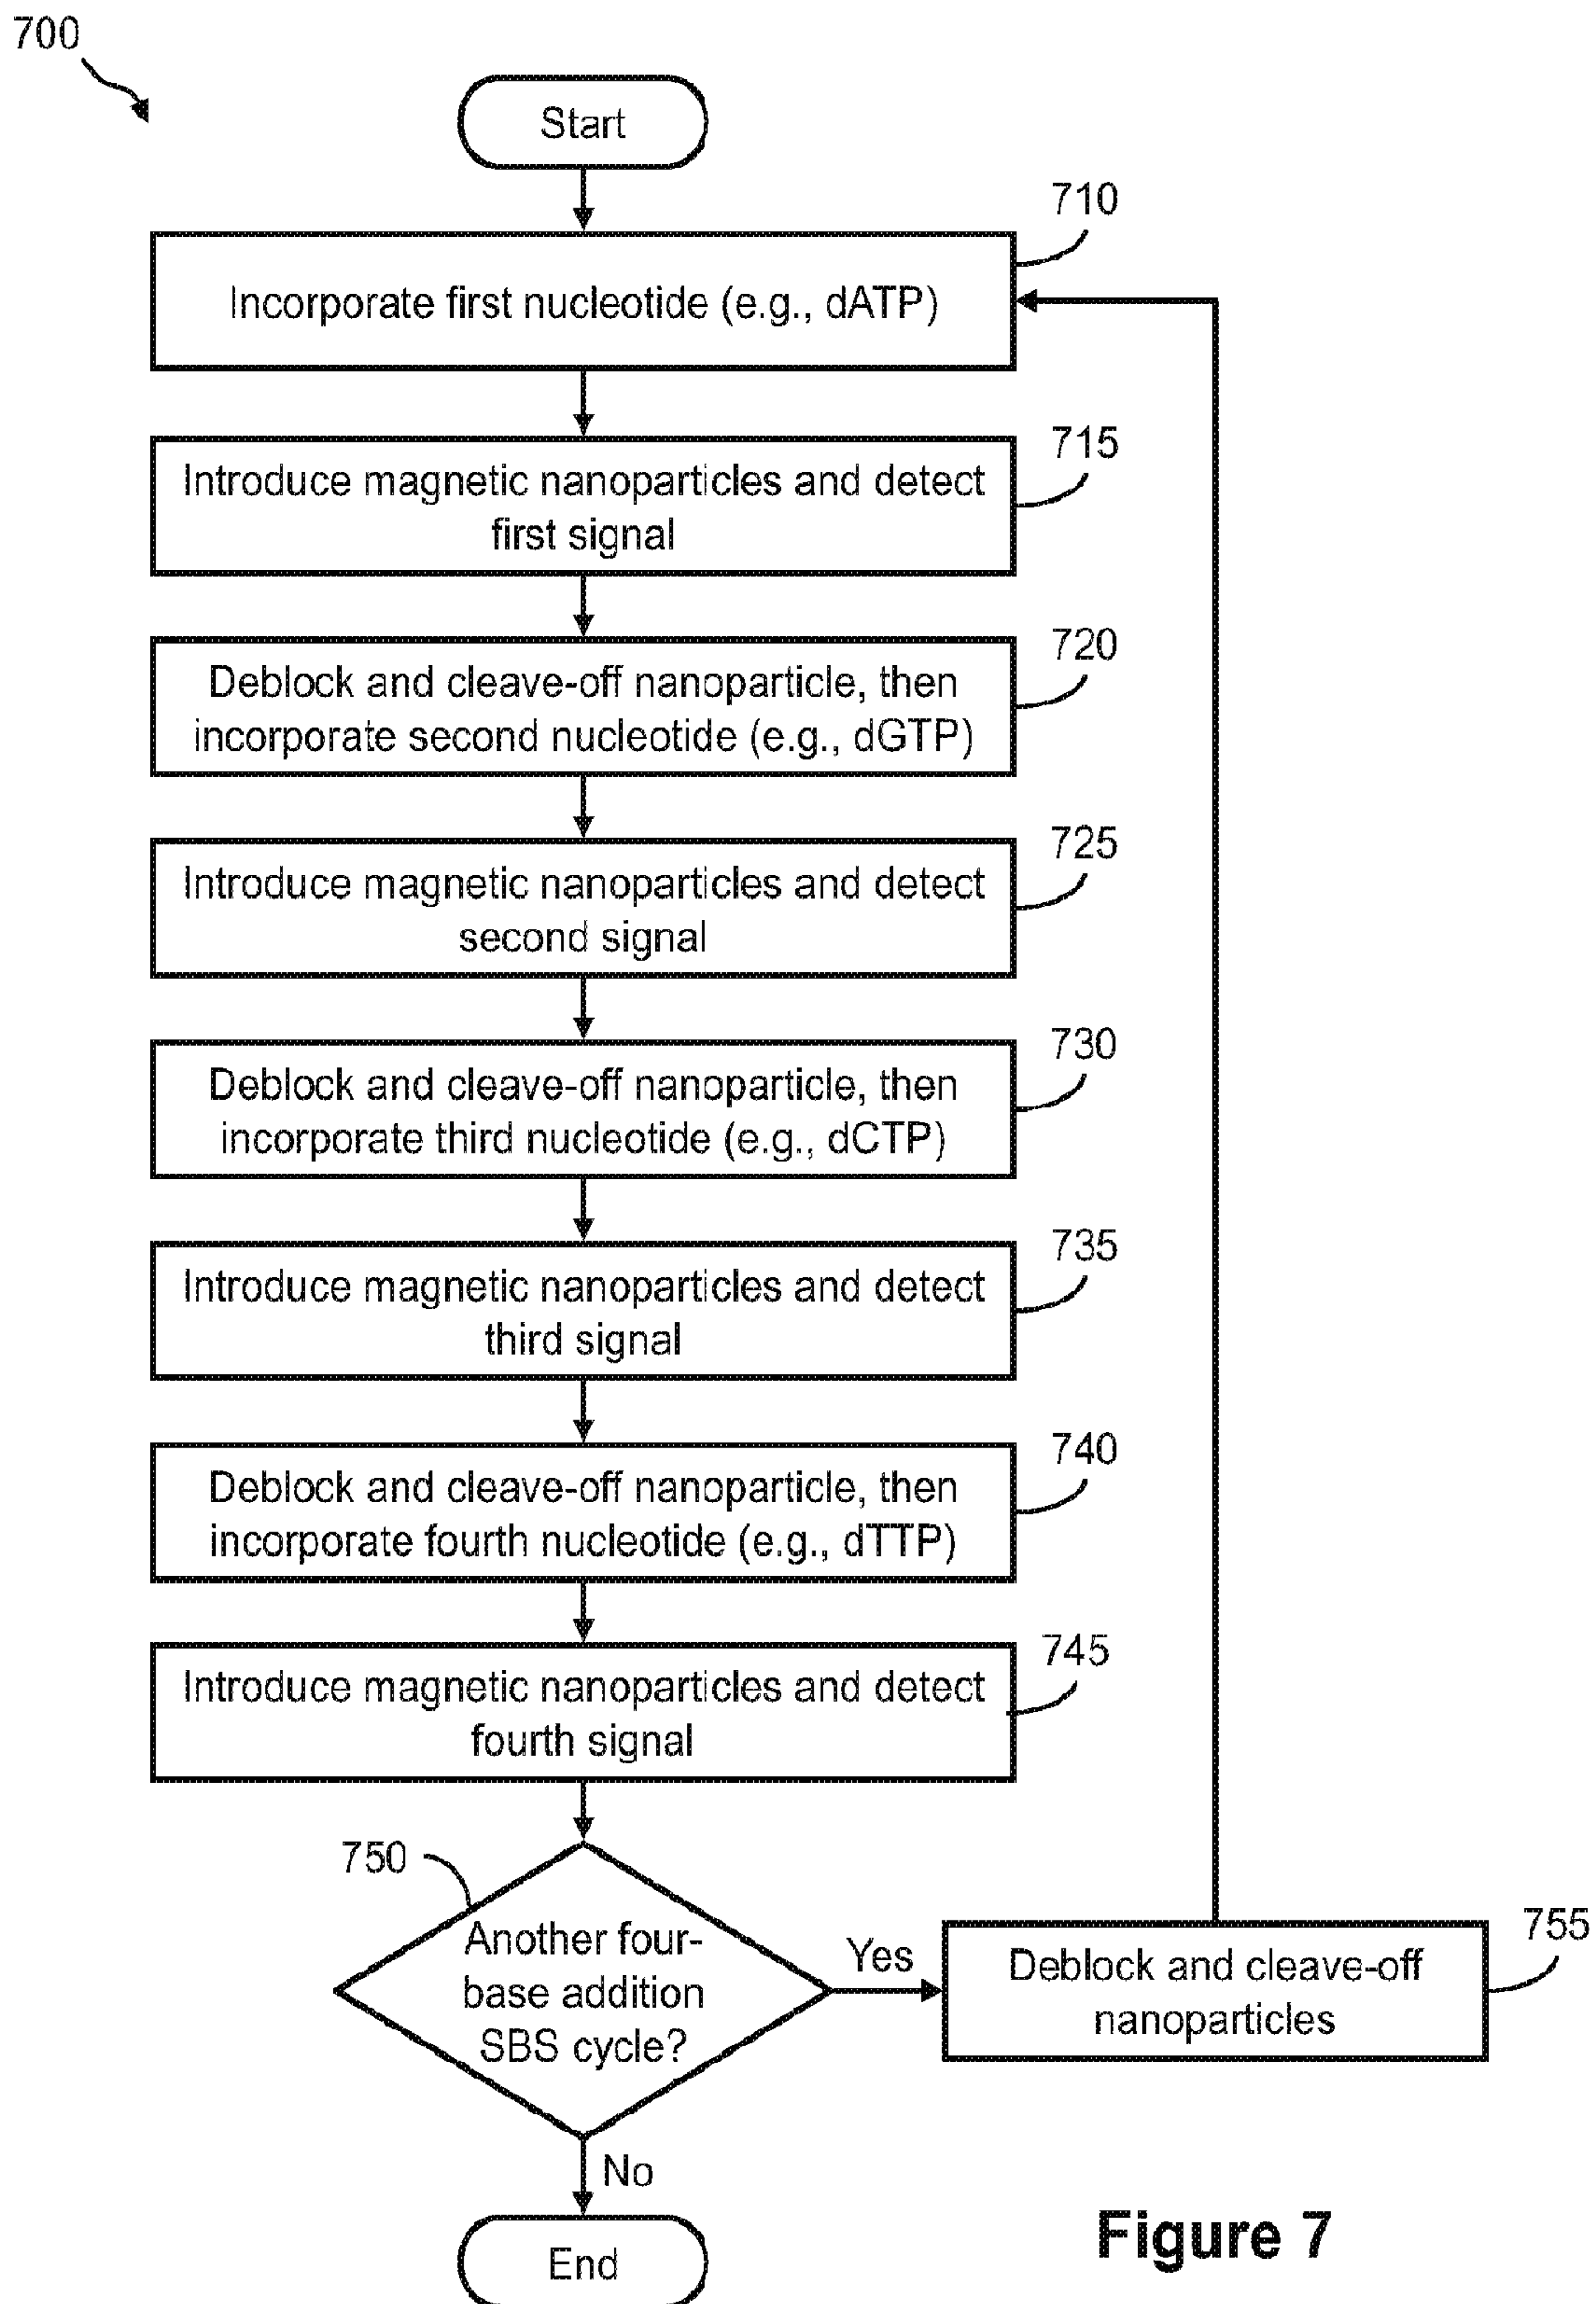 700
Start
710
Incorporate first nucleotide (e.g., dATP)
715
Introduce magnetic nanoparticles and detect
first signal
720
Deblock and cleave-off nanoparticle, then
incorporate second nucleotide (e.g., dGTP)
725
Introduce magnetic nanoparticles and detect
second signal
730
Deblock and cleave-off nanoparticle, then
incorporate third nucleotide (e.g., dCTP)
735
Introduce magnetic nanoparticles and detect
third signal
740
Deblock and cleave-off nanoparticle, then
incorporate fourth nucleotide (e.g., dTTP)
745
Introduce magnetic nanoparticles and detect
fourth signal
750
Another four-
base addition
SBS cycle?
Yes
755
Deblock and cleave-off
nanoparticles
No
End
Figure 7